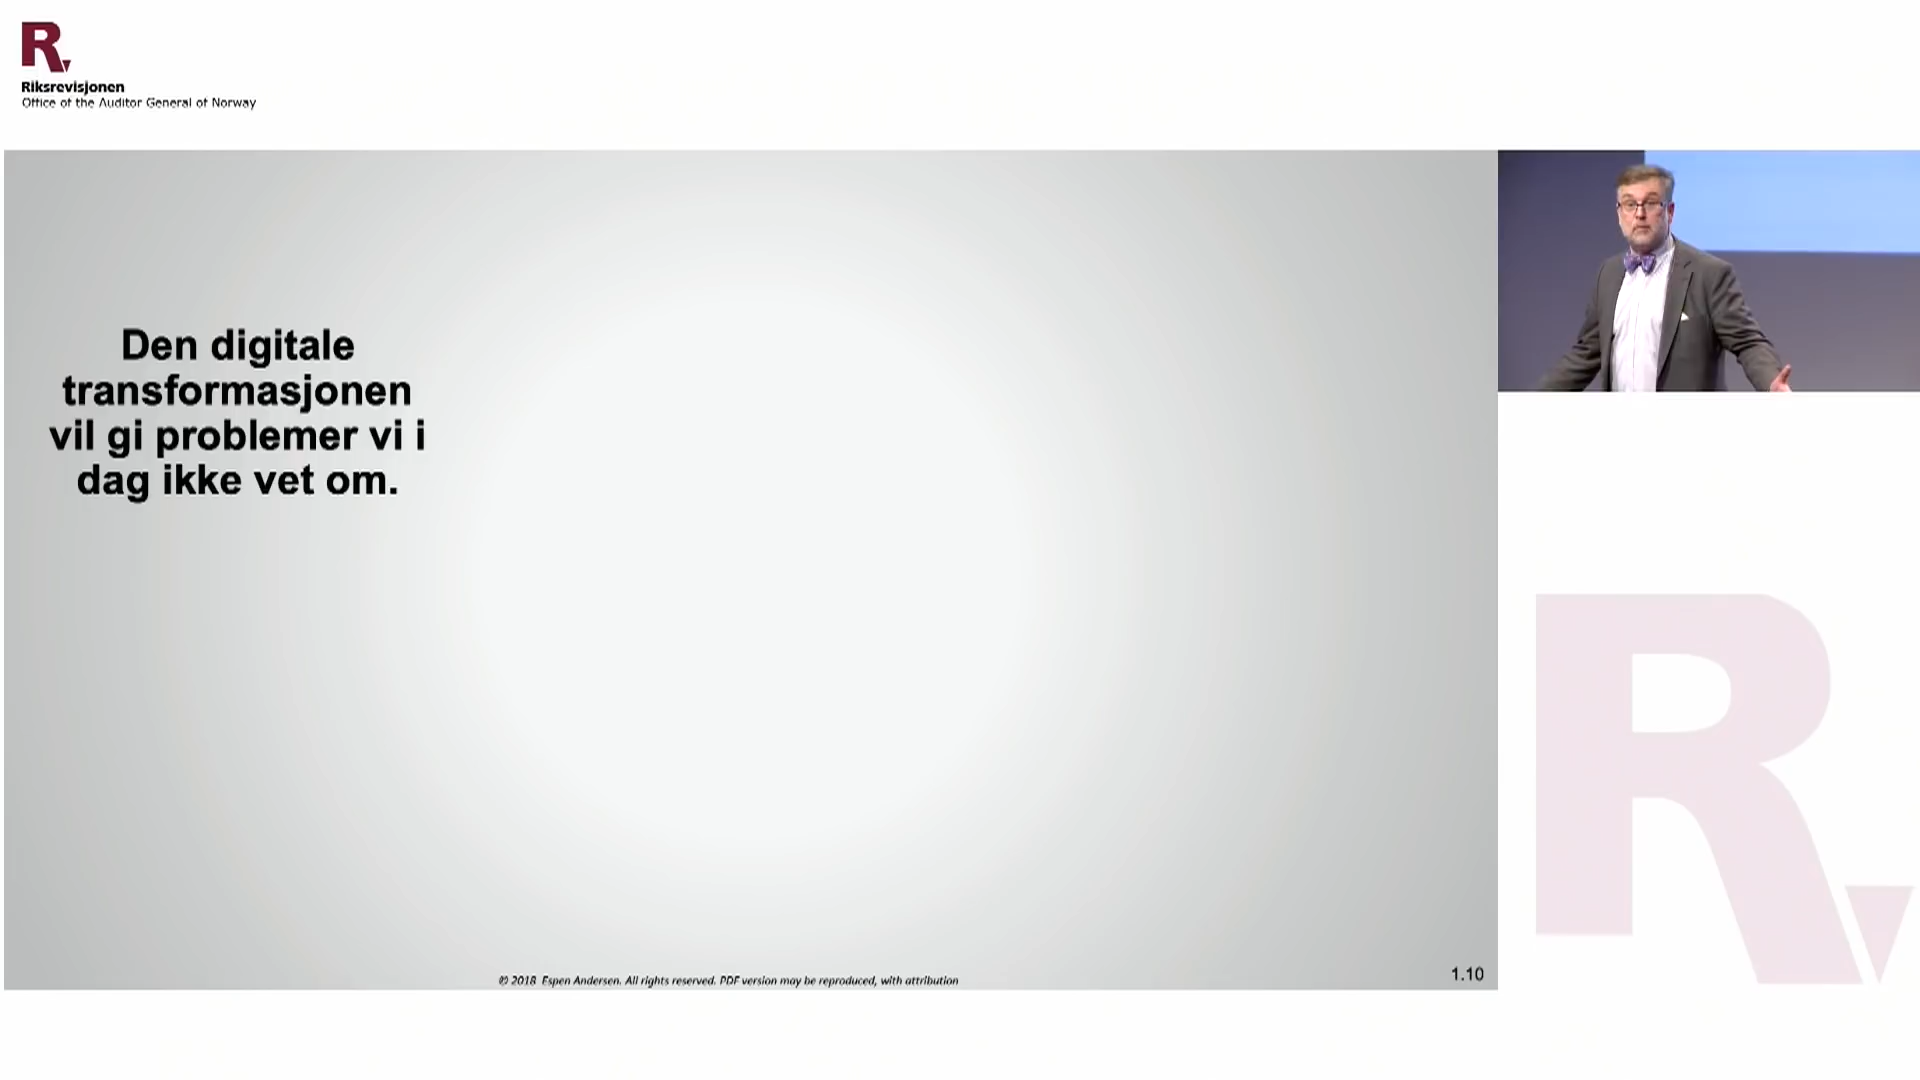 R
Riksrevisjonen
Office of the Auditor General of Norway
Den digitale
transformasjonen
vil gi problemer vi i
dag ikke vet om.
© 2018 Espen Andersen. All rights reserved. PDF version may be reproduced, with attribution
1.10
R